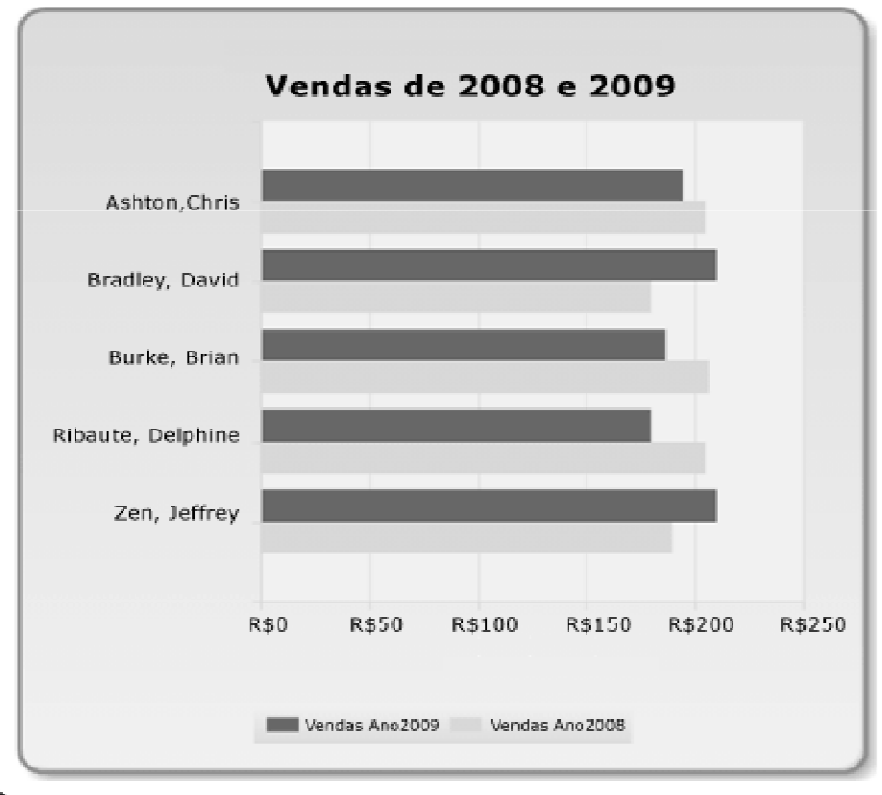 Vendas de 2008 e 2009
Ashton,Chris
Bradley, David
Burke, Brian
Ribaute, Delphine
Zen, Jeffrey
R$0 R$50 R$100 R$150 R$200 R$250
Vendas Ano2009 Vendas Ano2008